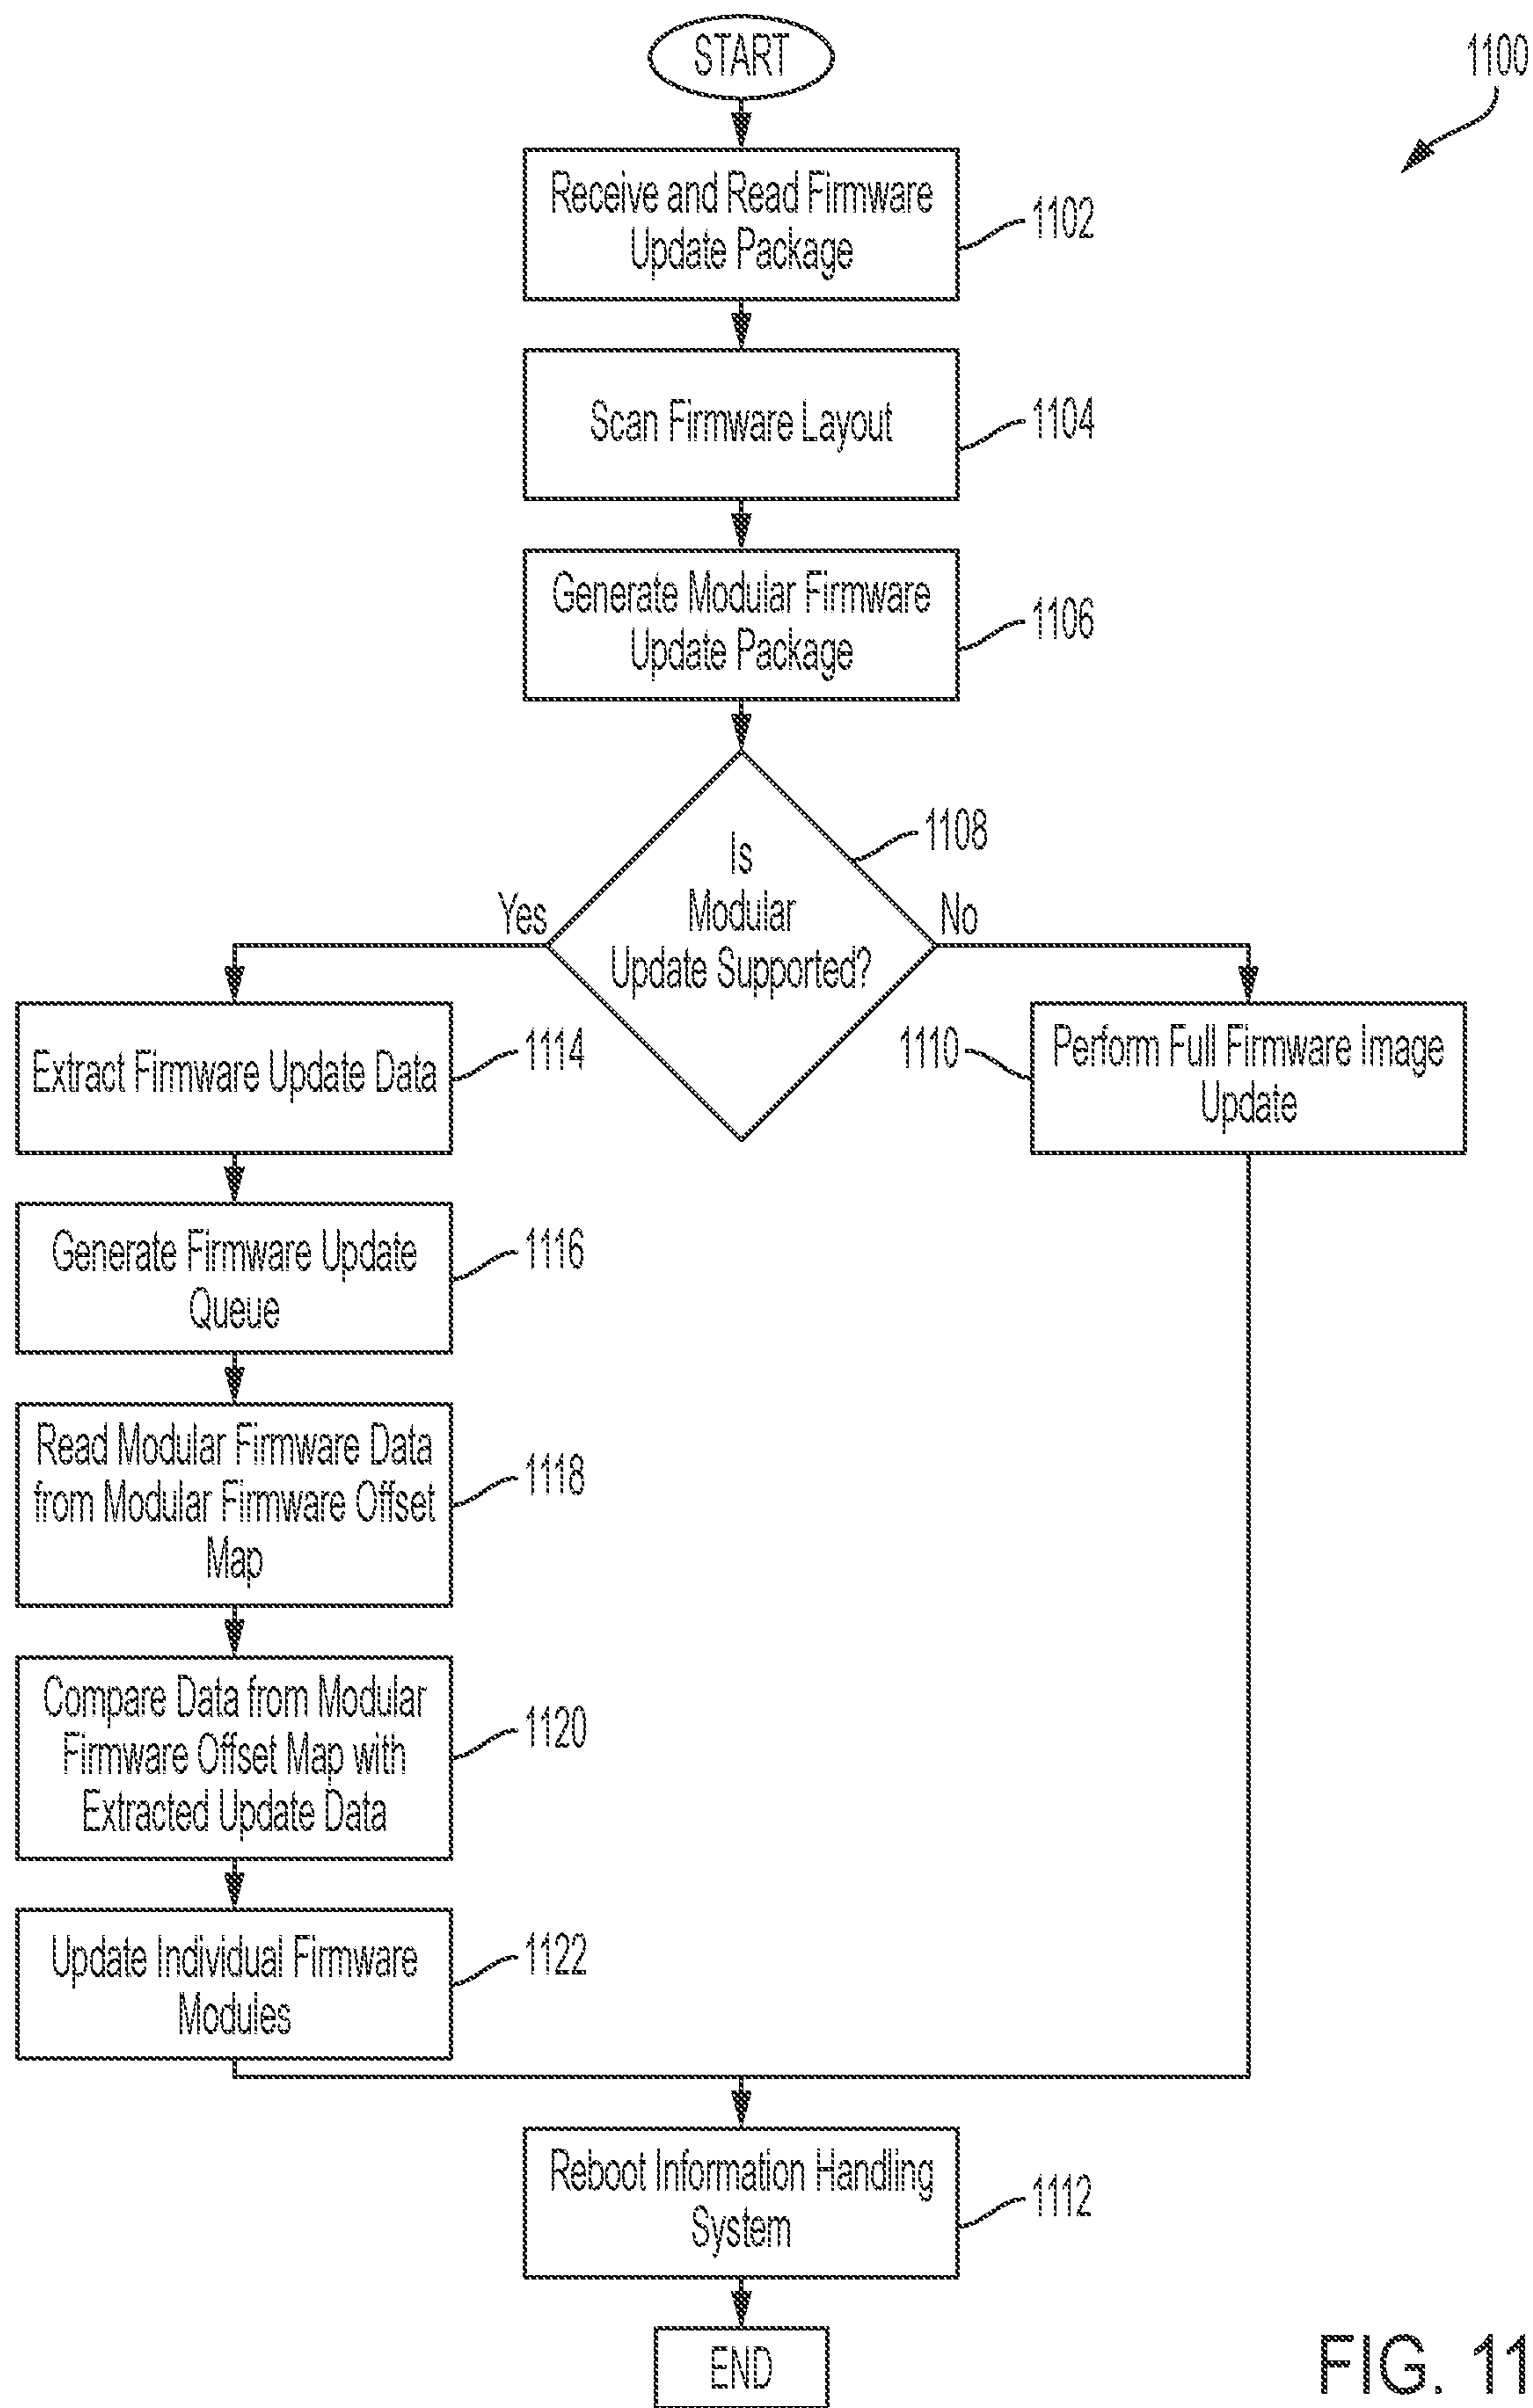 START
1100
Receive and Read Firmware
Update Package
1102
Scan Firmware Layout
1104
Generate Modular Firmware
Update Package
1106
Is
Modular
Update Supported?
1108
Yes
No
Extract Firmware Update Data
1114
1110
Perform Full Firmware Image
Update
Generate Firmware Update
Queue
1116
Read Modular Firmware Data
from Modular Firmware Offset
Map
1118
Compare Data from Modular
Firmware Offset Map with
Extracted Update Data
1120
Update Individual Firmware
Modules
1122
Reboot Information Handling
System
1112
END
FIG. 11